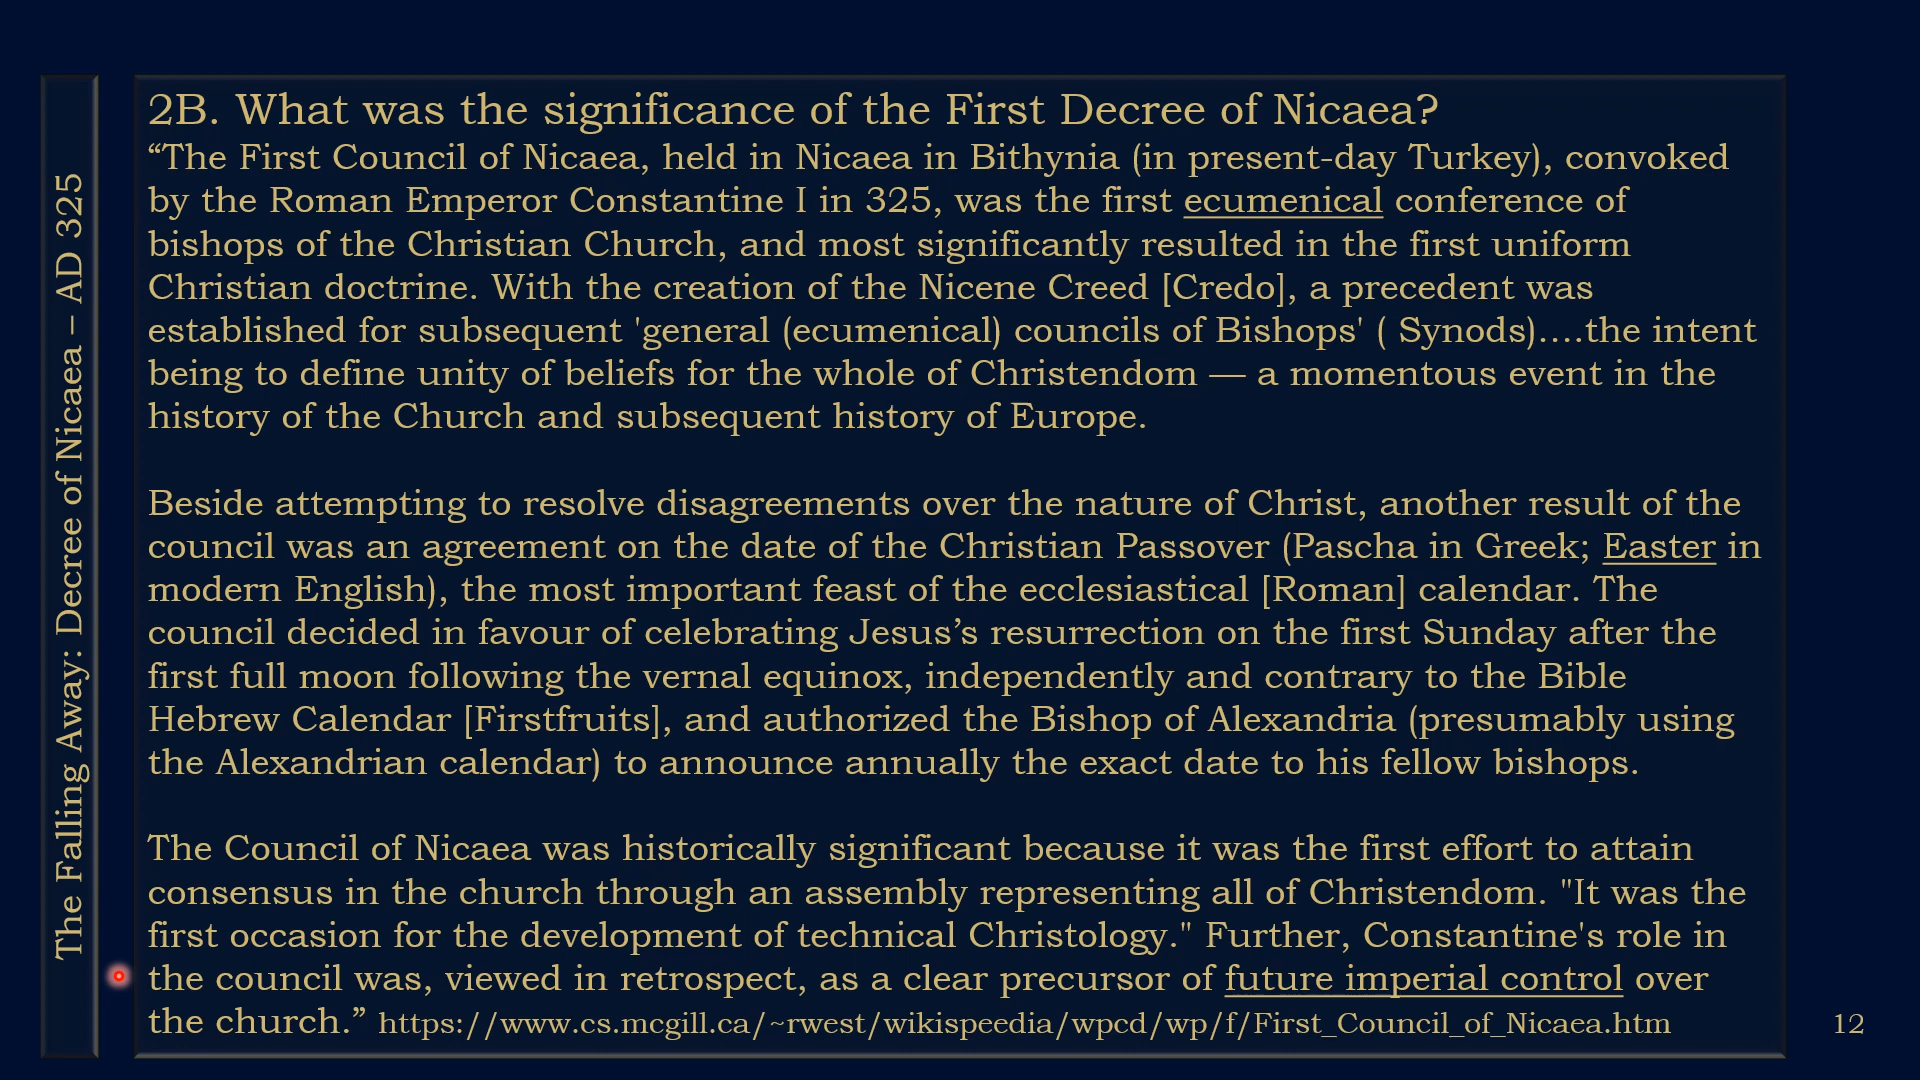 The Falling Away: Decree of Nicaea – AD 325
2B. What was the significance of the First Decree of Nicaea?
“The First Council of Nicaea, held in Nicaea in Bithynia (in present-day Turkey), convoked
by the Roman Emperor Constantine I in 325, was the first ecumenical conference of
bishops of the Christian Church, and most significantly resulted in the first uniform
Christian doctrine. With the creation of the Nicene Creed [Credo], a precedent was
established for subsequent 'general (ecumenical) councils of Bishops' ( Synods)….the intent
being to define unity of beliefs for the whole of Christendom — a momentous event in the
history of the Church and subsequent history of Europe.
Beside attempting to resolve disagreements over the nature of Christ, another result of the
council was an agreement on the date of the Christian Passover (Pascha in Greek; Easter in
modern English), the most important feast of the ecclesiastical [Roman] calendar. The
council decided in favour of celebrating Jesus’s resurrection on the first Sunday after the
first full moon following the vernal equinox, independently and contrary to the Bible
Hebrew Calendar [Firstfruits], and authorized the Bishop of Alexandria (presumably using
the Alexandrian calendar) to announce annually the exact date to his fellow bishops.
The Council of Nicaea was historically significant because it was the first effort to attain
consensus in the church through an assembly representing all of Christendom. "It was the
first occasion for the development of technical Christology." Further, Constantine's role in
the council was, viewed in retrospect, as a clear precursor of future imperial control over
the church.” https://www.cs.mcgill.ca/~rwest/wikispeedia/wpcd/wp/f/First_Council_of_Nicaea.htm
12